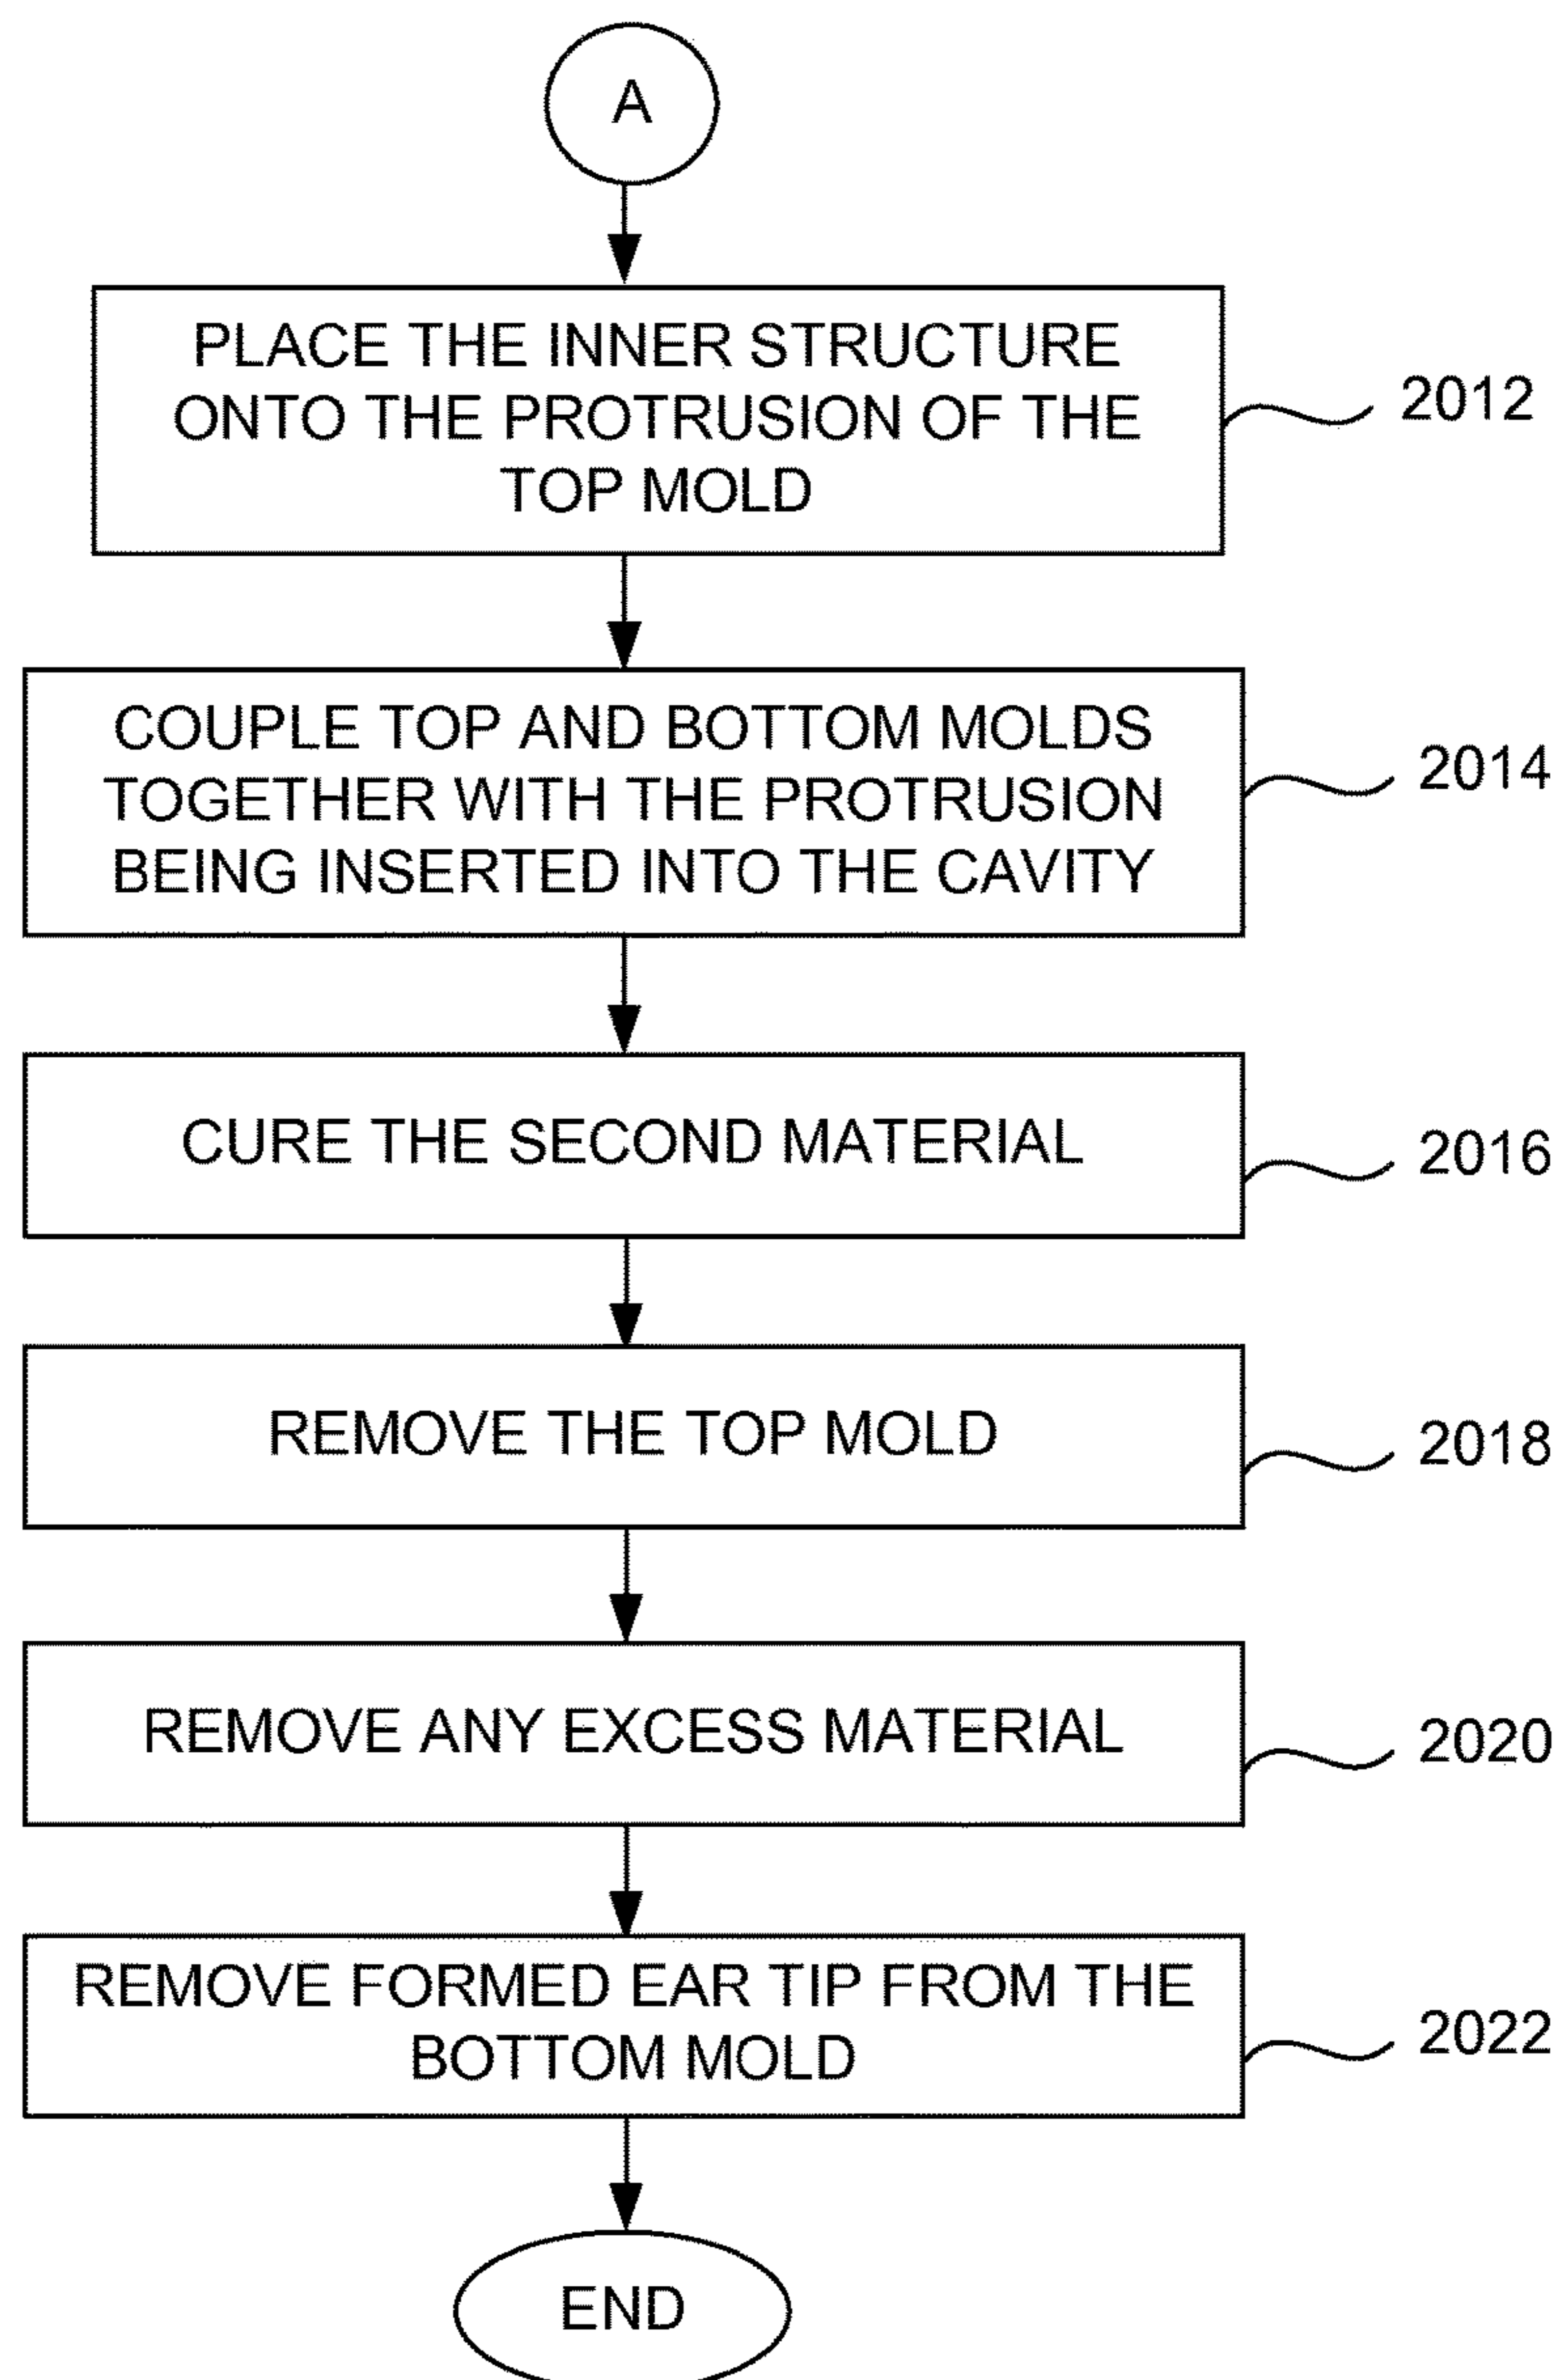 A
PLACE THE INNER STRUCTURE
ONTO THE PROTRUSION OF THE
TOP MOLD
2012
COUPLE TOP AND BOTTOM MOLDS
TOGETHER WITH THE PROTRUSION
BEING INSERTED INTO THE CAVITY
2014
CURE THE SECOND MATERIAL
2016
REMOVE THE TOP MOLD
2018
REMOVE ANY EXCESS MATERIAL
2020
REMOVE FORMED EAR TIP FROM THE
BOTTOM MOLD
2022
END